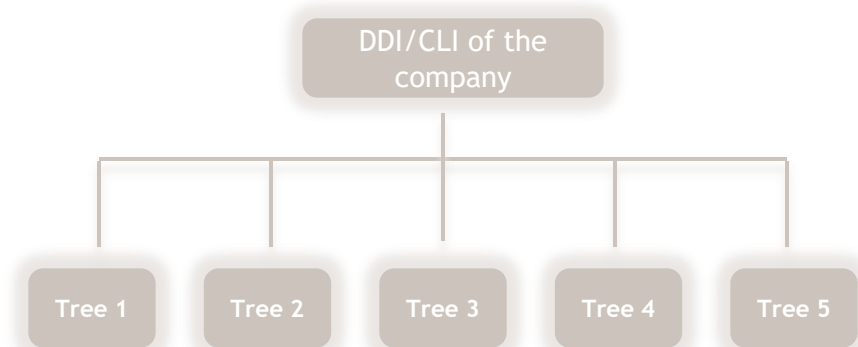 DDI/CLI of the
company
Tree 1
Tree 2
Tree 3
Tree 4
Tree 5